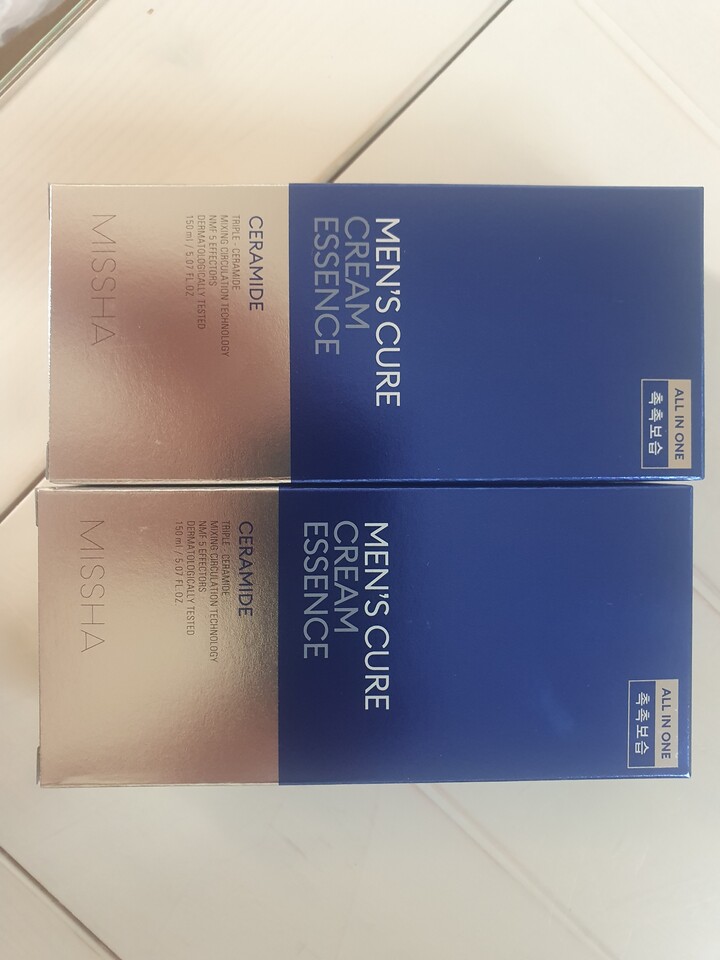 ALL IN ONE
촉촉보습
MEN'S CURE
CREAM
ESSENCE
CERAMIDE
TRIPLE - CERAMIDE
MIXING CIRCULATION TECHNOLOGY
NMF 5 EFFECTORS
DERMATOLOGICALLY TESTED
150 ml / 5.07 FL.OZ
MISSHA
ALL IN ONE
촉촉보습
MEN'S CURE
CREAM
ESSENCE
CERAMIDE
TRIPLE - CERAMIDE
MIXING CIRCULATION TECHNOLOGY
NMF 5 EFFECTORS
DERMATOLOGICALLY TESTED
150 ml / 5.07 FL.OZ
MISSHA